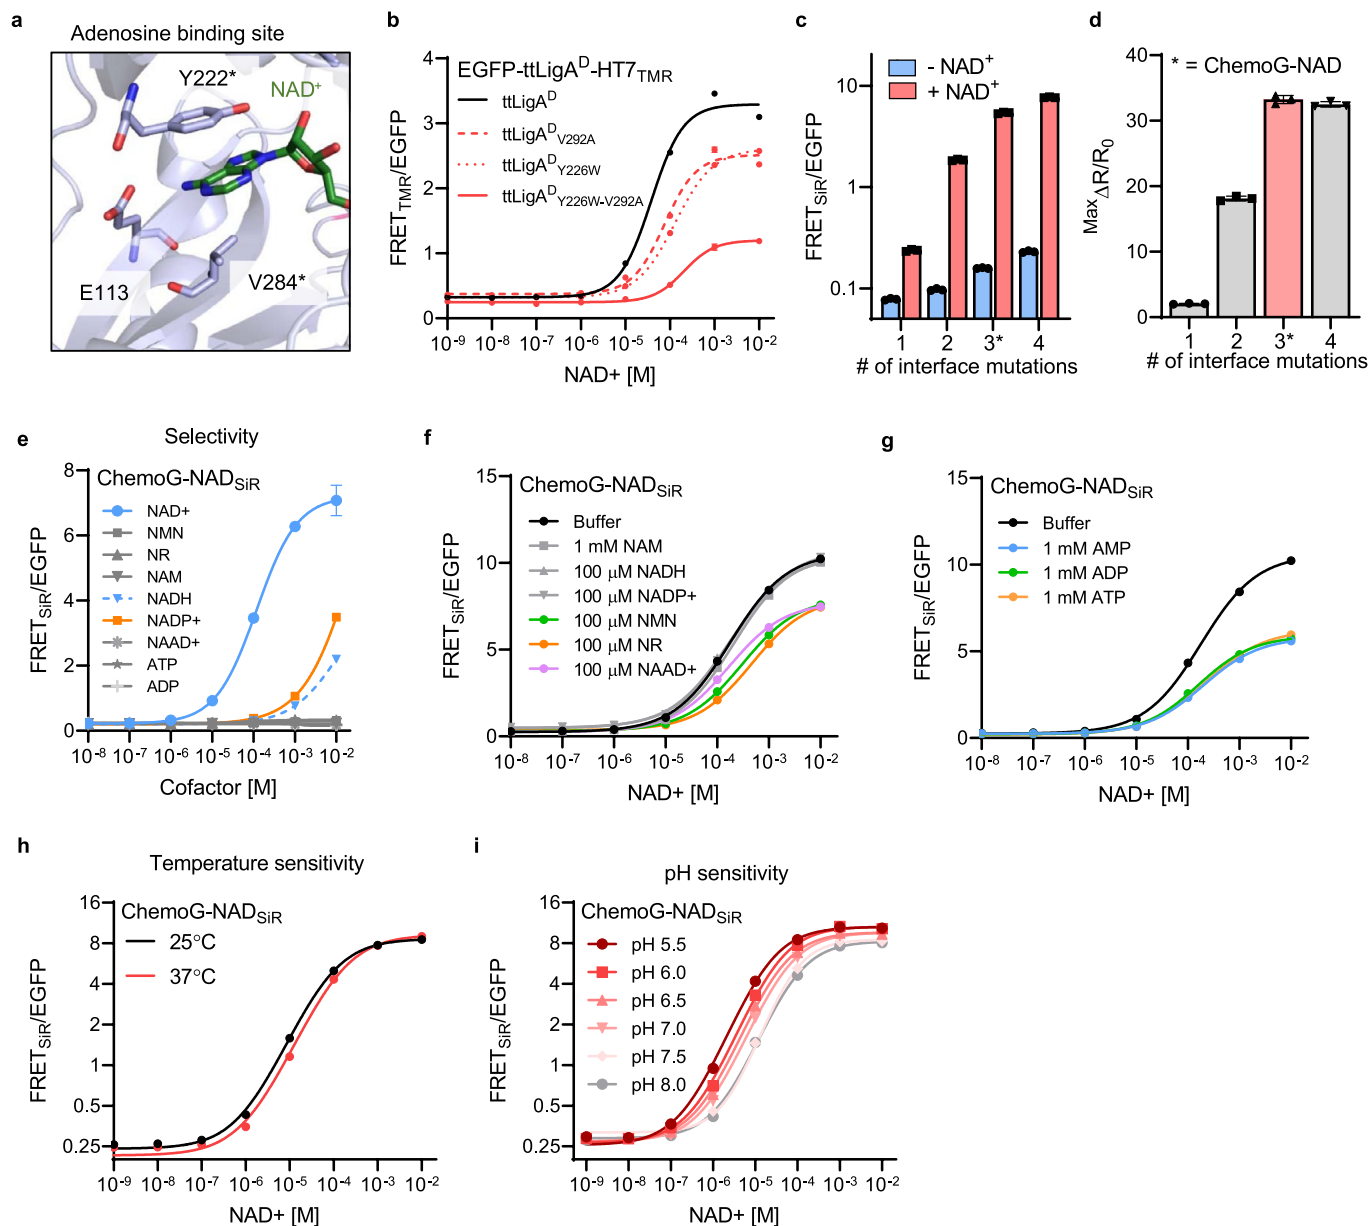 a
Adenosine binding site
Y222*
NAD⁺
E113
V284*
b
EGFP-ttLigAᴰ-HT7TMR
ttLigAᴰ
ttLigAᴰV292A
ttLigAᴰY226W
ttLigAᴰY226W-V292A
FRETTMR/EGFP
4
3
2
1
0
10⁻⁹ 10⁻⁸ 10⁻⁷ 10⁻⁶ 10⁻⁵ 10⁻⁴ 10⁻³ 10⁻²
NAD+ [M]
c
- NAD⁺
+ NAD⁺
FRETSiR/EGFP
10
1
0.1
1 2 3* 4
# of interface mutations
d
* = ChemoG-NAD
Max ΔR/R₀
40
30
20
10
0
1 2 3* 4
# of interface mutations
e
Selectivity
ChemoG-NADSiR
NAD+
NMN
NR
NAM
NADH
NADP+
NAAD+
ATP
ADP
FRETSiR/EGFP
8
6
4
2
0
10⁻⁸ 10⁻⁷ 10⁻⁶ 10⁻⁵ 10⁻⁴ 10⁻³ 10⁻²
Cofactor [M]
f
ChemoG-NADSiR
Buffer
1 mM NAM
100 μM NADH
100 μM NADP+
100 μM NMN
100 μM NR
100 μM NAAD+
FRETSiR/EGFP
15
10
5
0
10⁻⁸ 10⁻⁷ 10⁻⁶ 10⁻⁵ 10⁻⁴ 10⁻³ 10⁻²
NAD+ [M]
g
ChemoG-NADSiR
Buffer
1 mM AMP
1 mM ADP
1 mM ATP
FRETSiR/EGFP
15
10
5
0
10⁻⁸ 10⁻⁷ 10⁻⁶ 10⁻⁵ 10⁻⁴ 10⁻³ 10⁻²
NAD+ [M]
h
Temperature sensitivity
ChemoG-NADSiR
25°C
37°C
FRETSiR/EGFP
16
8
4
2
1
0.5
0.25
10⁻⁹ 10⁻⁸ 10⁻⁷ 10⁻⁶ 10⁻⁵ 10⁻⁴ 10⁻³ 10⁻²
NAD+ [M]
i
pH sensitivity
ChemoG-NADSiR
pH 5.5
pH 6.0
pH 6.5
pH 7.0
pH 7.5
pH 8.0
FRETSiR/EGFP
16
8
4
2
1
0.5
0.25
10⁻⁹ 10⁻⁸ 10⁻⁷ 10⁻⁶ 10⁻⁵ 10⁻⁴ 10⁻³ 10⁻²
NAD+ [M]